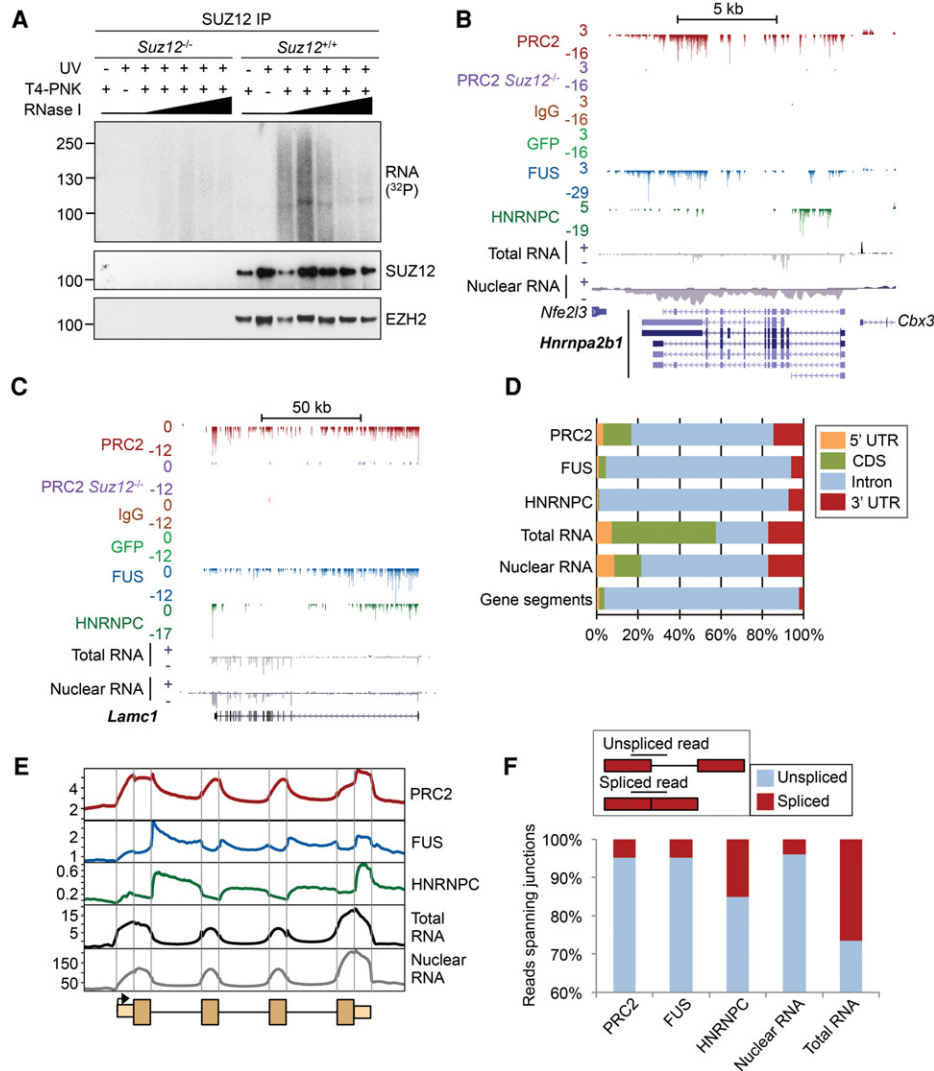 A
SUZ12 IP
Suz12-/- Suz12+/+
UV - + + + + + + - + + + + + +
T4-PNK + - + + + + + + - + + + + +
RNase I
250
130
100
RNA
(32P)
100
SUZ12
100
EZH2
B
5 kb
PRC2 3 -16
PRC2 Suz12-/- 3 -16
IgG 3 -16
GFP 3 -16
FUS 3 -29
HNRNPC 5 -19
Total RNA + -
Nuclear RNA + -
Nfe2l3
Cbx3
Hnrnpa2b1
C
50 kb
PRC2 0 -12
PRC2 Suz12-/- 0 -12
IgG 0 -12
GFP 0 -12
FUS 0 -12
HNRNPC 0 -17
Total RNA + -
Nuclear RNA + -
Lamc1
D
PRC2
FUS
HNRNPC
Total RNA
Nuclear RNA
Gene segments
0% 20% 40% 60% 80% 100%
5' UTR
CDS
Intron
3' UTR
E
4
2
PRC2
2
1
FUS
0.6
0.2
HNRNPC
15
5
Total
RNA
150
50
Nuclear
RNA
F
Unspliced read
Spliced read
Unspliced
Spliced
Reads spanning junctions
100%
90%
80%
70%
60%
PRC2
FUS
HNRNPC
Nuclear RNA
Total RNA